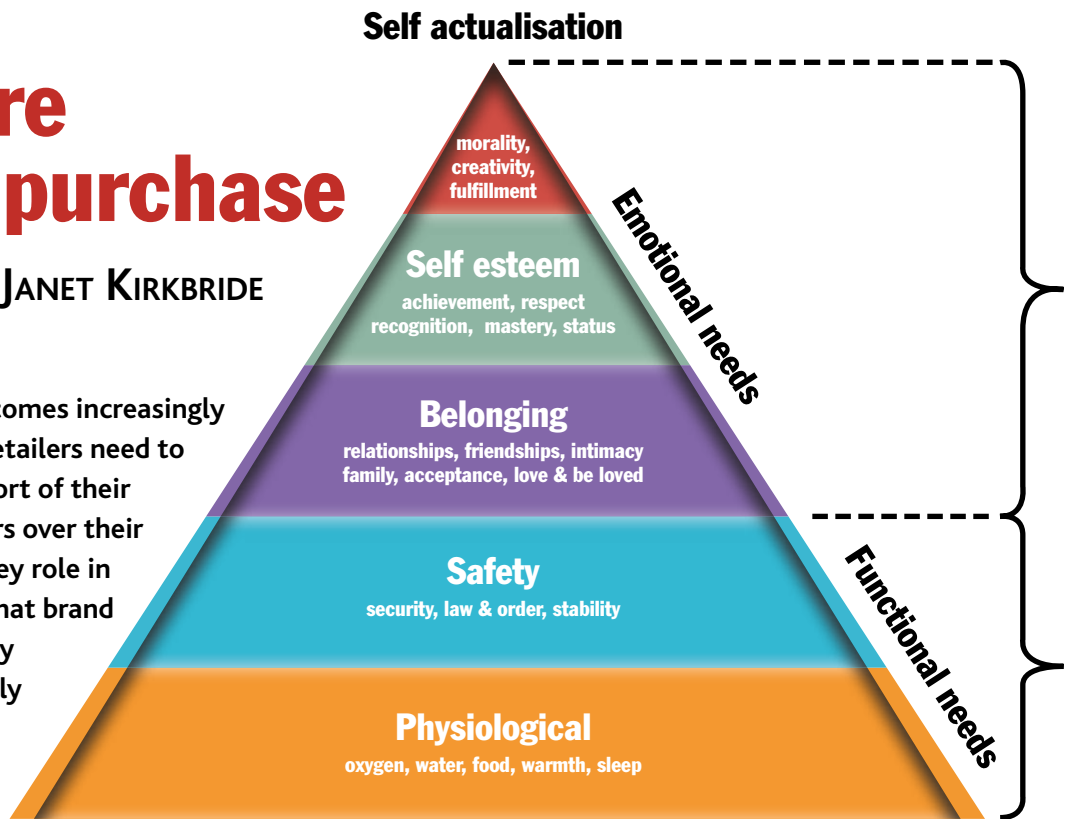 re
purchase
JANET KIRKBRIDE
comes increasingly
etailers need to
ort of their
rs over their
ey role in
hat brand
y
ly
Self actualisation
morality,
creativity,
fulfillment
Self esteem
achievement, respect
recognition, mastery, status
Belonging
relationships, friendships, intimacy
family, acceptance, love & be loved
Safety
security, law & order, stability
Physiological
oxygen, water, food, warmth, sleep
Emotional needs
Functional needs